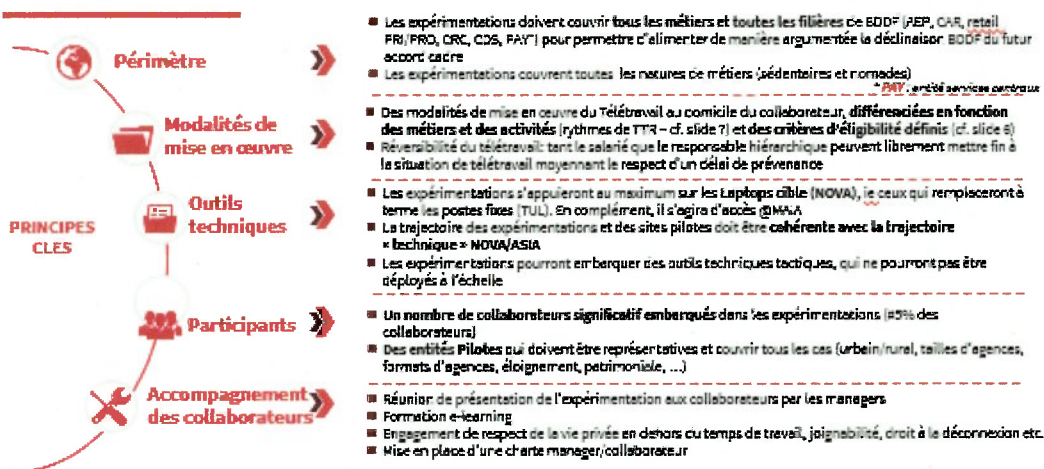 PRINCIPES
CLES
Périmètre
■ Les expérimentations doivent couvrir tous les métiers et toutes les filières de BDDF (AEP, CAR, retail
PRI/PRO, CRC, CDS, PAY*) pour permettre d'alimenter de manière argumentée la déclinaison BDDF du futur
accord cadre
■ Les expérimentations couvrent toutes les natures de métiers (sédentaires et nomades)
* PAY : entité services centraux
Modalités de
mise en œuvre
■ Des modalités de mise en œuvre du Télétravail au domicile du collaborateur, différenciées en fonction
des métiers et des activités (rythmes de TTR – cf. slide 7) et des critères d'éligibilité définis (cf. slide 6)
■ Réversibilité du télétravail: tant le salarié que le responsable hiérarchique peuvent librement mettre fin à
la situation de télétravail moyennant le respect d'un délai de prévenance
Outils
techniques
■ Les expérimentations s'appuieront au maximum sur les Laptops cible (NOVA), ie ceux qui remplaceront à
terme les postes fixes (TUL). En complément, il s'agira d'accès @MAIA
■ La trajectoire des expérimentations et des sites pilotes doit être cohérente avec la trajectoire
« technique » NOVA/ASIA
■ Les expérimentations pourront embarquer des outils techniques tactiques, qui ne pourront pas être
déployés à l'échelle
Participants
■ Un nombre de collaborateurs significatif embarqués dans les expérimentations (#5% des
collaborateurs)
■ Des entités Pilotes qui doivent être représentatives et couvrir tous les cas (urbain/rural, tailles d'agences,
formats d'agences, éloignement, patrimoniale, ...)
Accompagnement
des collaborateurs
■ Réunion de présentation de l'expérimentation aux collaborateurs par les managers
■ Formation e-learning
■ Engagement de respect de la vie privée en dehors du temps de travail, joignabilité, droit à la déconnexion etc.
■ Mise en place d'une charte manager/collaborateur